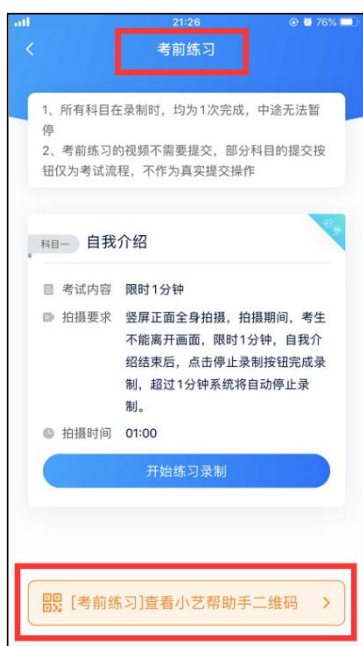 21:26
76%
考前练习
1、所有科目在录制时，均为1次完成，中途无法暂
停
2、考前练习的视频不需要提交，部分科目的提交按
钮仅为考试流程，不作为真实提交操作
必考
科目一 自我介绍
考试内容 限时1分钟
拍摄要求 竖屏正面全身拍摄，拍摄期间，考生
不能离开画面，限时1分钟，自我介
绍结束后，点击停止录制按钮完成录
制，超过1分钟系统将自动停止录
制。
拍摄时间 01:00
开始练习录制
[考前练习]查看小艺帮助手二维码